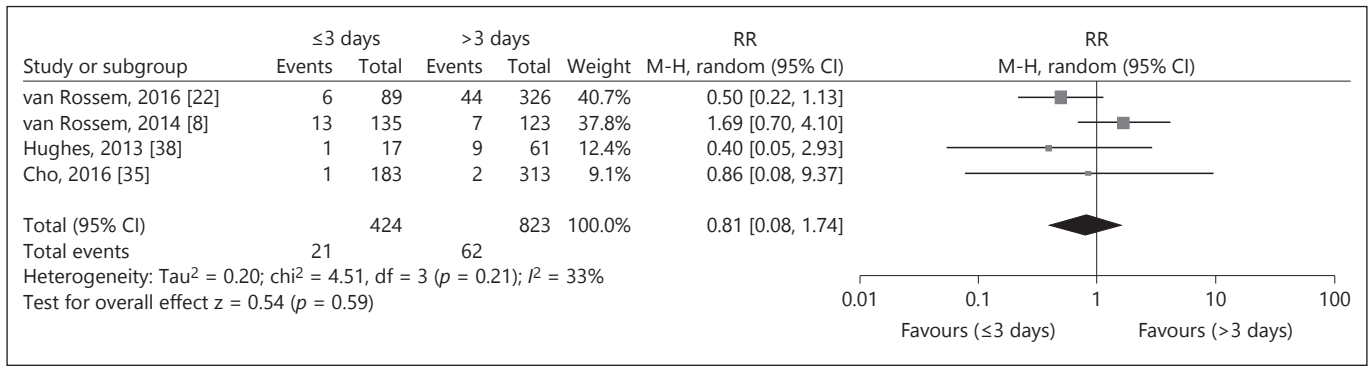 ≤3 days >3 days RR RR
Study or subgroup Events Total Events Total Weight M-H, random (95% CI) M-H, random (95% CI)
van Rossem, 2016 [22] 6 89 44 326 40.7% 0.50 [0.22, 1.13]
van Rossem, 2014 [8] 13 135 7 123 37.8% 1.69 [0.70, 4.10]
Hughes, 2013 [38] 1 17 9 61 12.4% 0.40 [0.05, 2.93]
Cho, 2016 [35] 1 183 2 313 9.1% 0.86 [0.08, 9.37]
Total (95% CI) 424 823 100.0% 0.81 [0.08, 1.74]
Total events 21 62
Heterogeneity: Tau² = 0.20; chi² = 4.51, df = 3 (p = 0.21); I² = 33%
Test for overall effect z = 0.54 (p = 0.59)
0.01 0.1 1 10 100
Favours (≤3 days) Favours (>3 days)